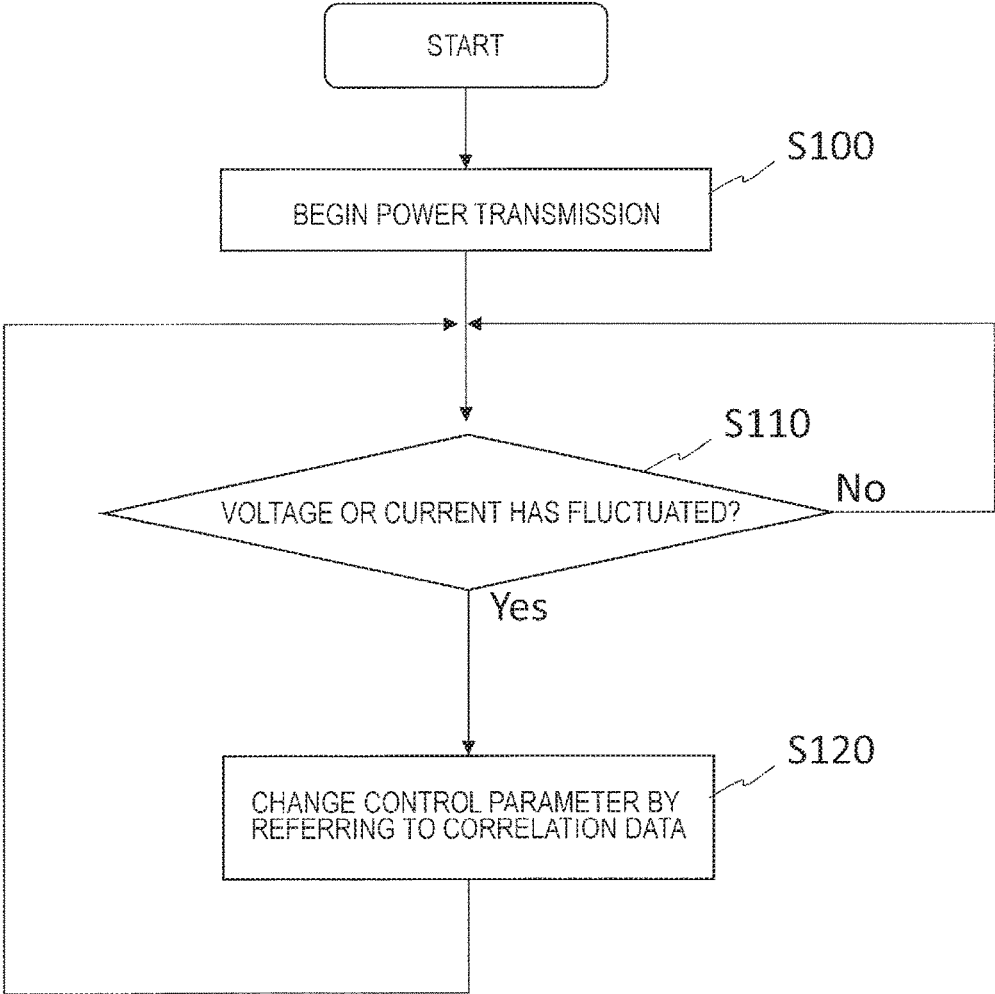 START
S100
BEGIN POWER TRANSMISSION
S110
VOLTAGE OR CURRENT HAS FLUCTUATED?
No
Yes
S120
CHANGE CONTROL PARAMETER BY
REFERRING TO CORRELATION DATA